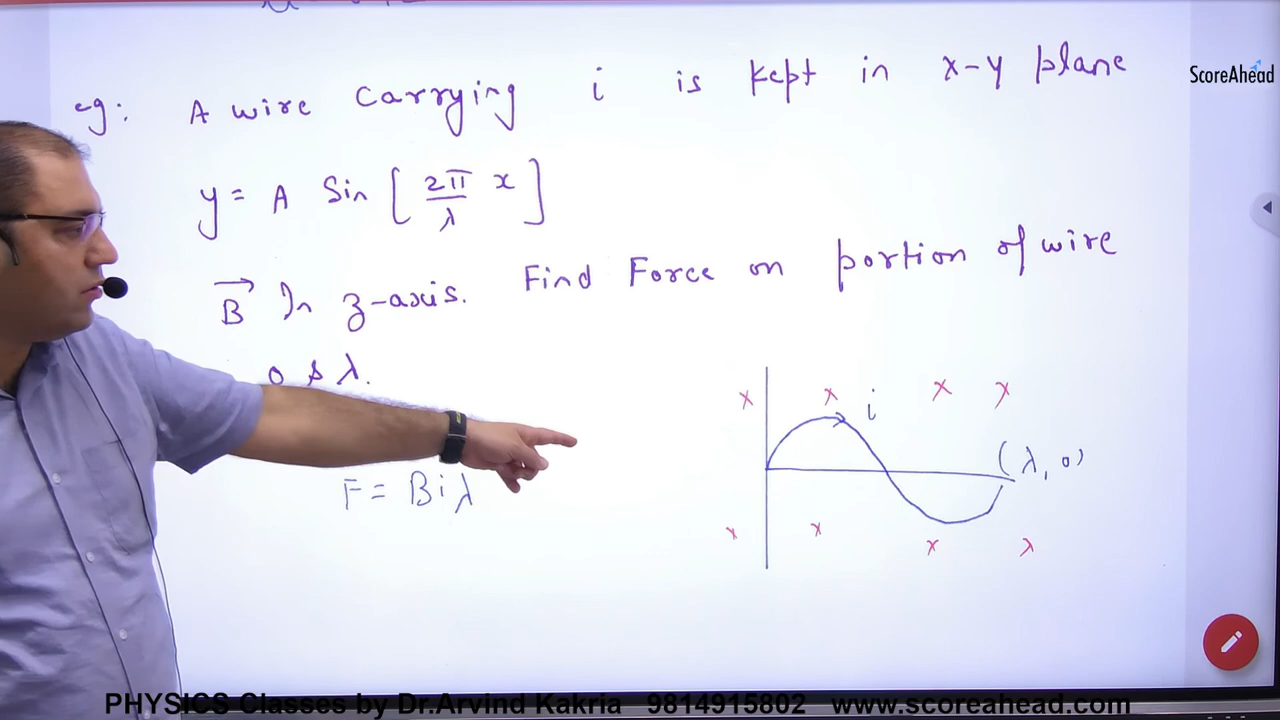 ScoreAhead
eg: A wire carrying i is kept in x-y plane
y = A Sin [ 2π/λ x ]
B⃗ In z-axis. Find Force on portion of wire
0 & λ.
x x i x x
(λ, 0)
F = Biλ
x x x x
PHYSICS Classes by Dr.Arvind Kakria 9814915802 www.scoreahead.com